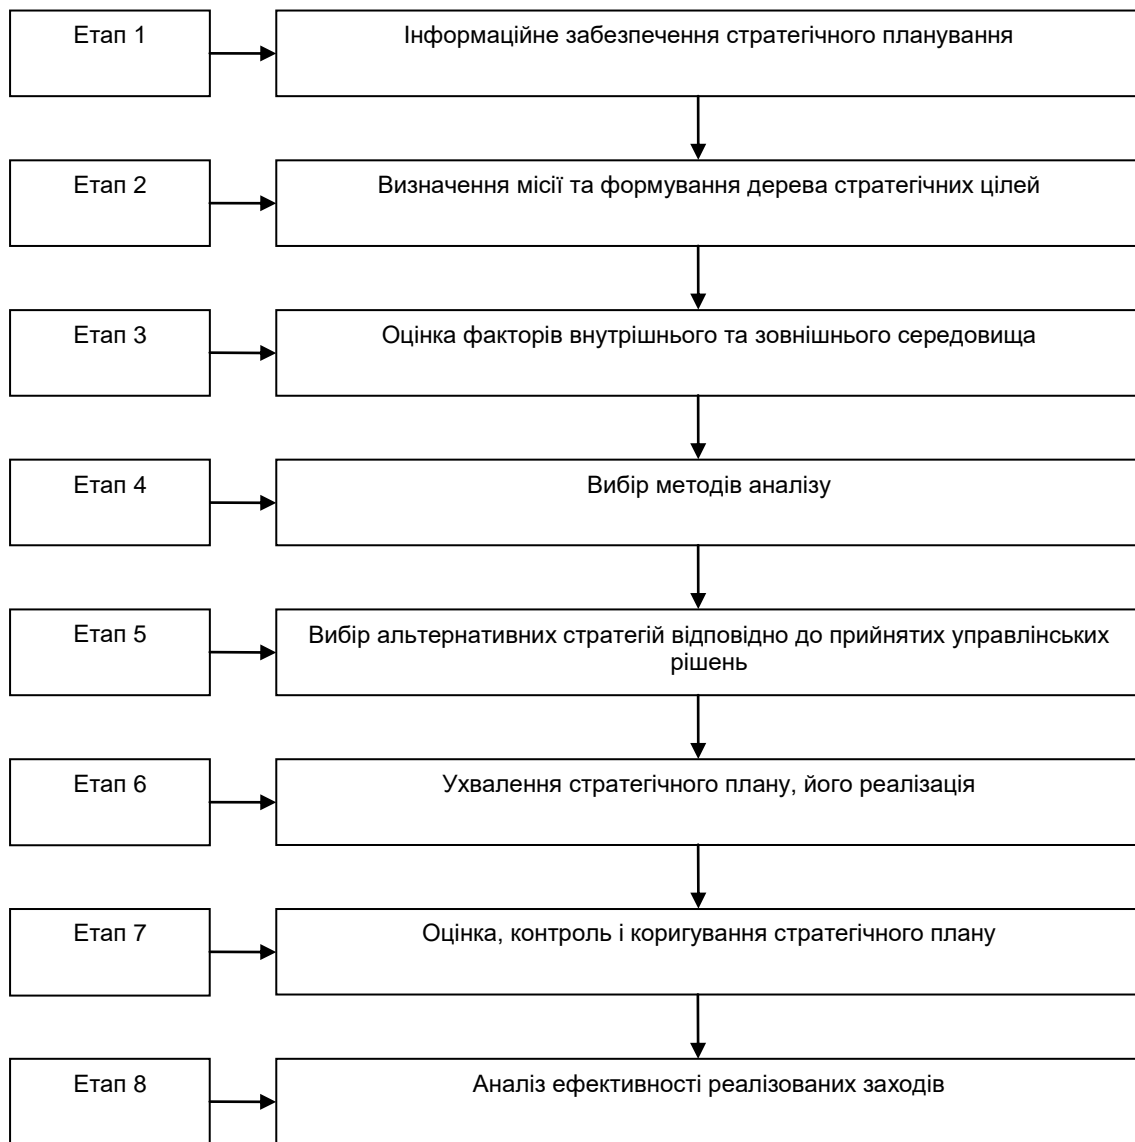 Етап 1
Інформаційне забезпечення стратегічного планування
Етап 2
Визначення місії та формування дерева стратегічних цілей
Етап 3
Оцінка факторів внутрішнього та зовнішнього середовища
Етап 4
Вибір методів аналізу
Етап 5
Вибір альтернативних стратегій відповідно до прийнятих управлінських
рішень
Етап 6
Ухвалення стратегічного плану, його реалізація
Етап 7
Оцінка, контроль і коригування стратегічного плану
Етап 8
Аналіз ефективності реалізованих заходів